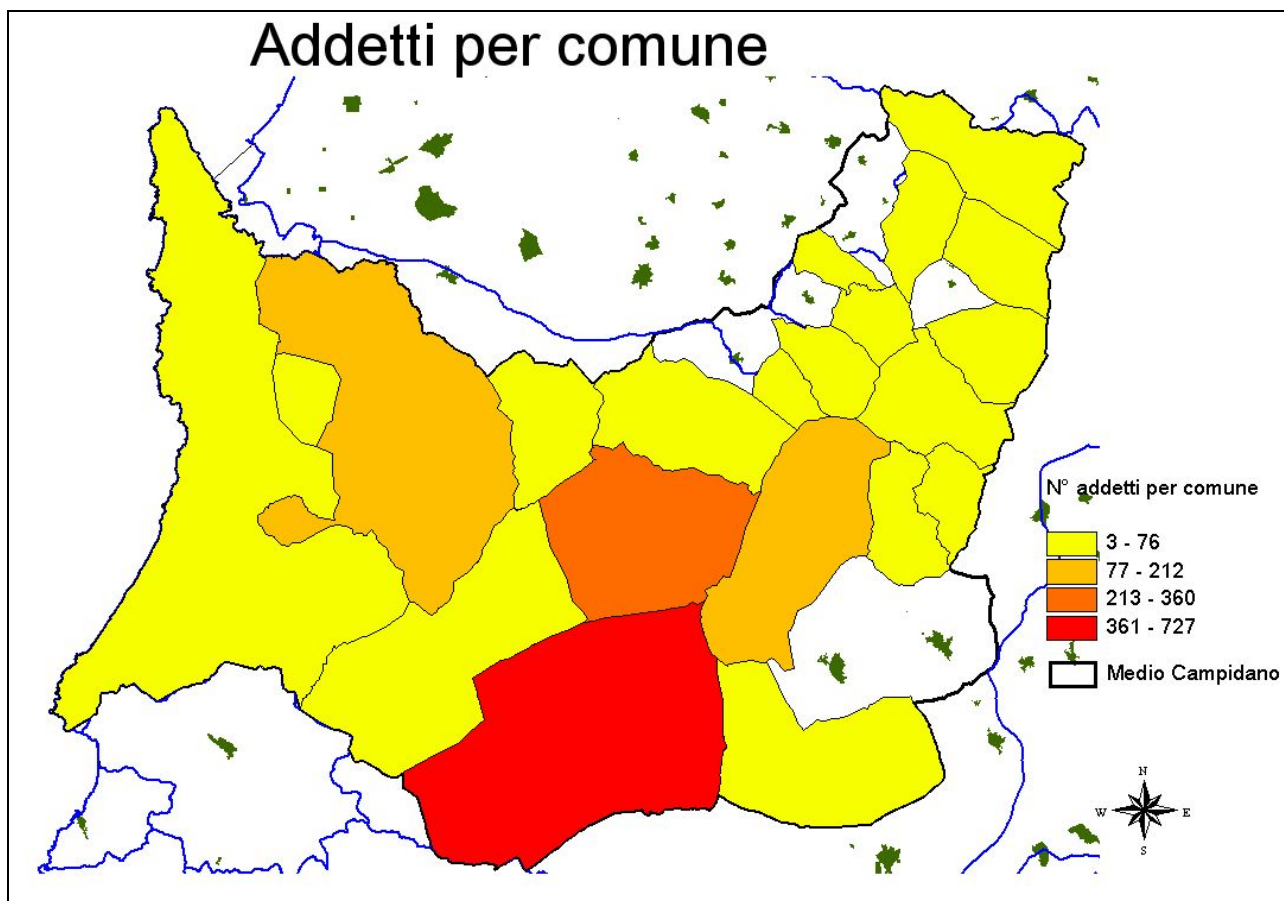 Addetti per comune
N° addetti per comune
3 - 76
77 - 212
213 - 360
361 - 727
Medio Campidano
N
W E
S